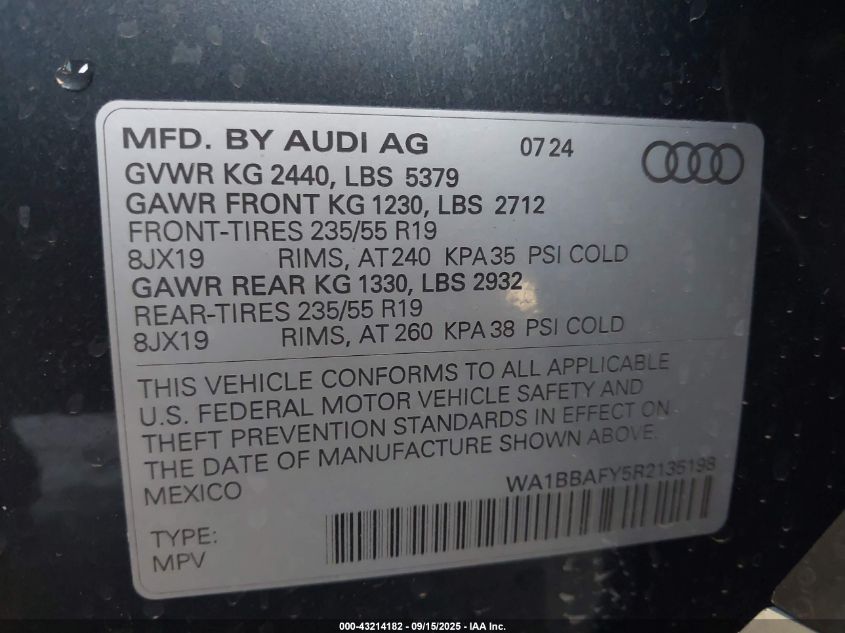 MFD. BY AUDI AG 07 24
GVWR KG 2440, LBS 5379
GAWR FRONT KG 1230, LBS 2712
FRONT-TIRES 235/55 R19
8JX19 RIMS, AT 240 KPA 35 PSI COLD
GAWR REAR KG 1330, LBS 2932
REAR-TIRES 235/55 R19
8JX19 RIMS, AT 260 KPA 38 PSI COLD
THIS VEHICLE CONFORMS TO ALL APPLICABLE
U.S. FEDERAL MOTOR VEHICLE SAFETY AND
THEFT PREVENTION STANDARDS IN EFFECT ON
THE DATE OF MANUFACTURE SHOWN ABOVE.
MEXICO WA1BBAFY5R2135198
TYPE:
MPV
000-43214182 - 09/15/2025 - IAA Inc.